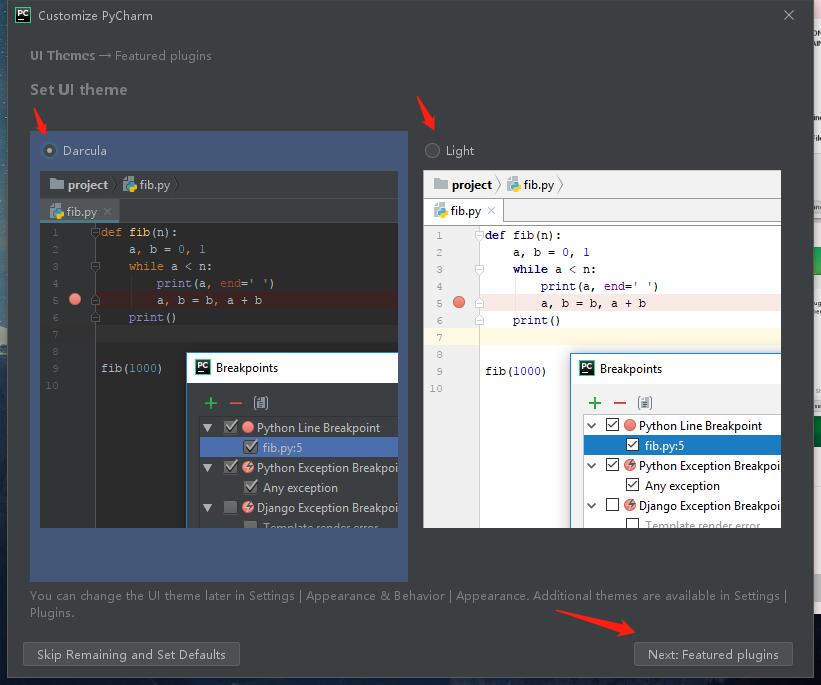 PC Customize PyCharm
UI Themes → Featured plugins
Set UI theme
Darcula
project fib.py
fib.py
1 def fib(n):
2 a, b = 0, 1
3 while a < n:
4 print(a, end=' ')
5 a, b = b, a + b
6 print()
7
8
9 fib(1000)
10
PC Breakpoints
Python Line Breakpoint
fib.py:5
Python Exception Breakpoi
Any exception
Django Exception Breakpoi
Template render error
Light
project fib.py
fib.py
1 def fib(n):
2 a, b = 0, 1
3 while a < n:
4 print(a, end=' ')
5 a, b = b, a + b
6 print()
7
8
9 fib(1000)
10
PC Breakpoints
Python Line Breakpoint
fib.py:5
Python Exception Breakpoi
Any exception
Django Exception Breakpoi
Template render error
You can change the UI theme later in Settings | Appearance & Behavior | Appearance. Additional themes are available in Settings |
Plugins.
Skip Remaining and Set Defaults
Next: Featured plugins